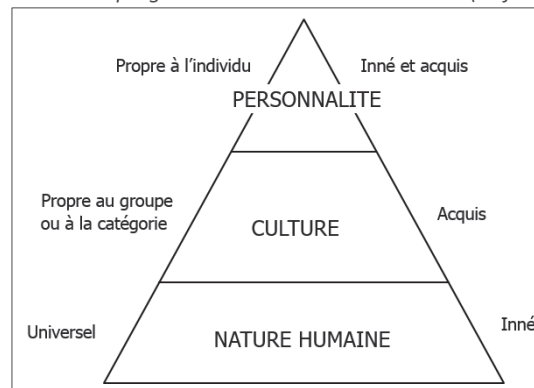 Propre à l'individu
Inné et acquis
PERSONNALITE
Propre au groupe
ou à la catégorie
CULTURE
Acquis
Universel
NATURE HUMAINE
Inné